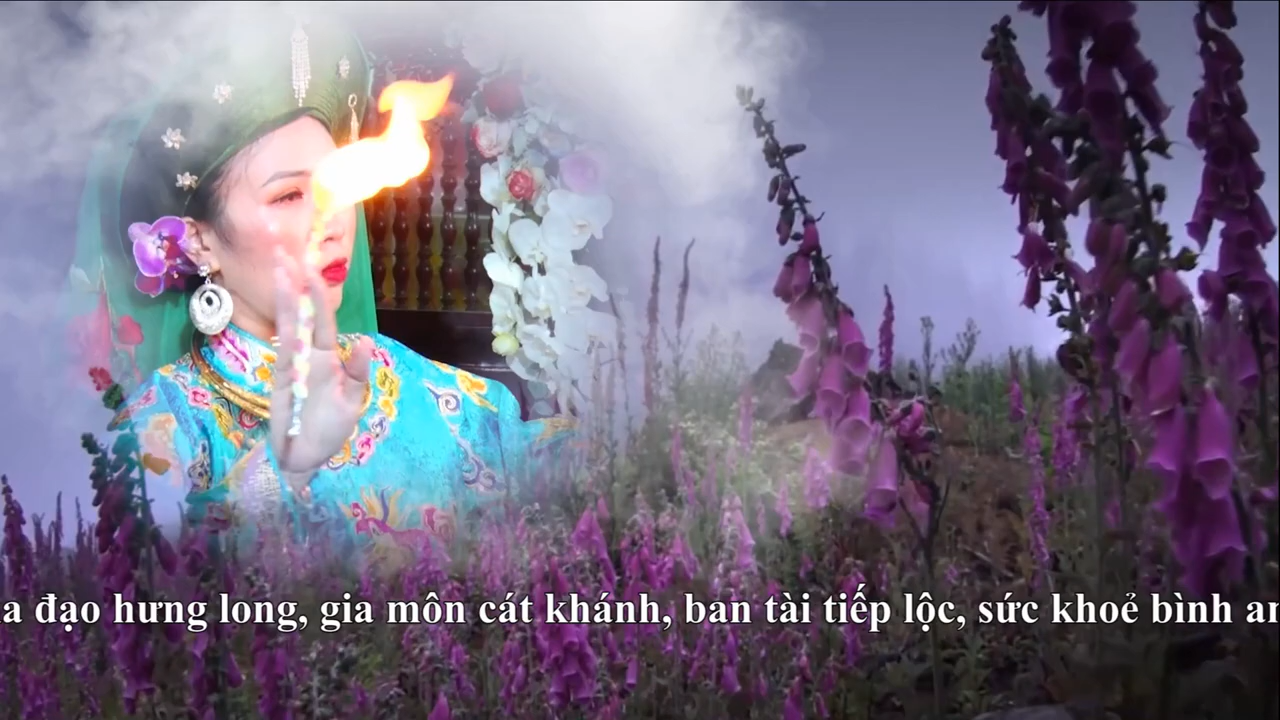 đạo hưng long, gia môn cát khánh, ban tài tiếp lộc, sức khoẻ bình